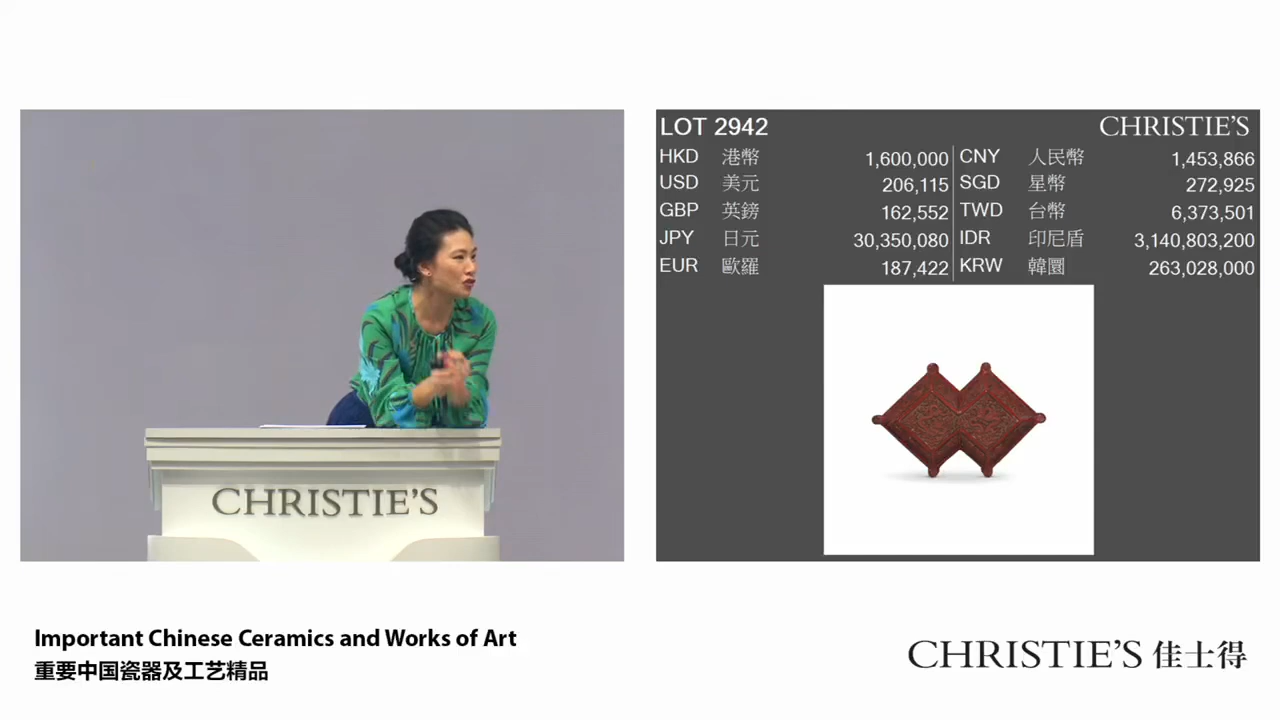 CHRISTIE'S
LOT 2942 CHRISTIE'S
HKD 港幣 1,600,000 CNY 人民幣 1,453,866
USD 美元 206,115 SGD 星幣 272,925
GBP 英鎊 162,552 TWD 台幣 6,373,501
JPY 日元 30,350,080 IDR 印尼盾 3,140,803,200
EUR 歐羅 187,422 KRW 韓圜 263,028,000
Important Chinese Ceramics and Works of Art
重要中国瓷器及工艺精品
CHRISTIE'S 佳士得